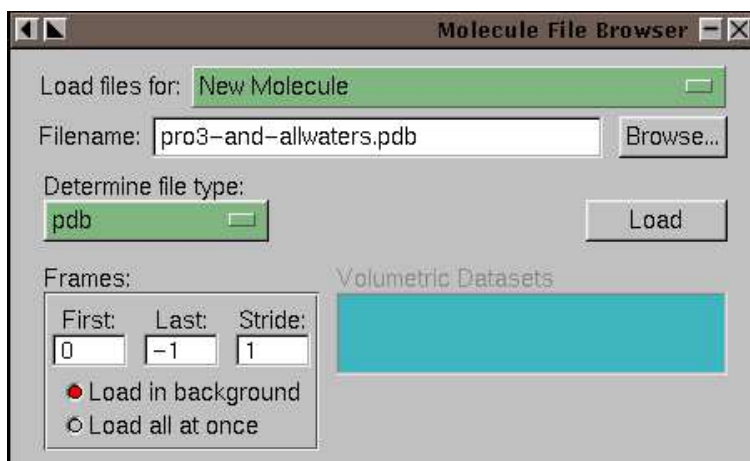 Molecule File Browser
Load files for: New Molecule
Filename: pro3-and-allwaters.pdb Browse...
Determine file type:
pdb Load
Frames: Volumetric Datasets
First: Last: Stride:
0 -1 1
Load in background
Load all at once